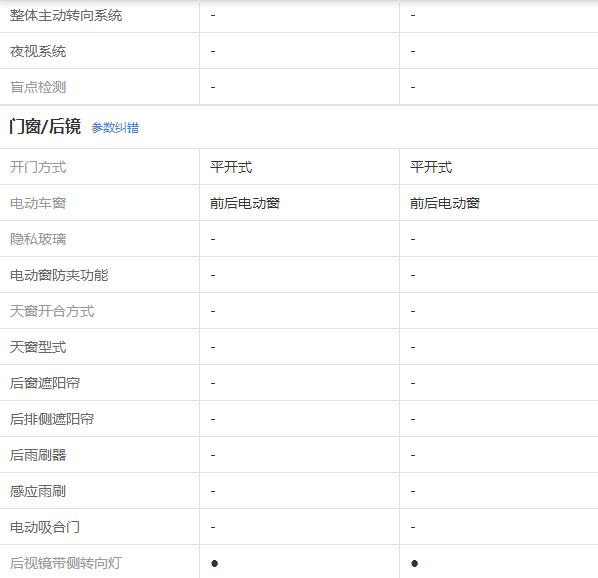 整体主动转向系统 - -
夜视系统 - -
盲点检测 - -
门窗/后镜 参数纠错
开门方式 平开式 平开式
电动车窗 前后电动窗 前后电动窗
隐私玻璃 - -
电动窗防夹功能 - -
天窗开合方式 - -
天窗型式 - -
后窗遮阳帘 - -
后排侧遮阳帘 - -
后雨刷器 - -
感应雨刷 - -
电动吸合门 - -
后视镜带侧转向灯 ● ●